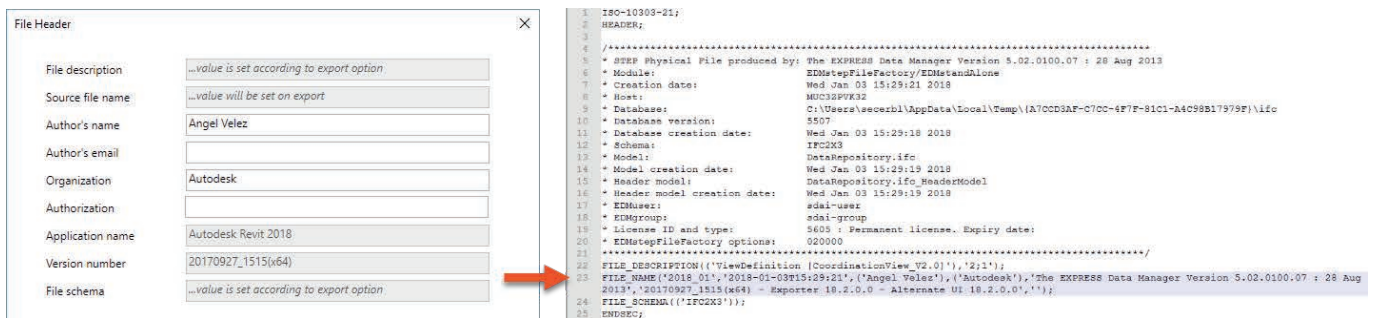 File Header
File description
...value is set according to export option
Source file name
...value will be set on export
Author's name
Angel Velez
Author's email
Organization
Autodesk
Authorization
Application name
Autodesk Revit 2018
Version number
20170927_1515(x64)
File schema
...value is set according to export option
1 ISO-10303-21;
2 HEADER;
3
4 /******************************************************************************************
5 * STEP Physical File produced by: The EXPRESS Data Manager Version 5.02.0100.07 : 28 Aug 2013
6 * Module: EDMstepFileFactory/EDMstandAlone
7 * Creation date: Wed Jan 03 15:29:21 2018
8 * Host: MUC32PVK32
9 * Database: C:\Users\secerbl\AppData\Local\Temp\{A7CCD3AF-C7CC-4F7F-81C1-A4C98B17979F}\ifc
10 * Database version: 5507
11 * Database creation date: Wed Jan 03 15:29:18 2018
12 * Schema: IFC2X3
13 * Model: DataRepository.ifc
14 * Model creation date: Wed Jan 03 15:29:19 2018
15 * Header model: DataRepository.ifc_HeaderModel
16 * Header model creation date: Wed Jan 03 15:29:19 2018
17 * EDMuser: sdai-user
18 * EDMgroup: sdai-group
19 * License ID and type: 5605 : Permanent license. Expiry date:
20 * EDMstepFileFactory options: 020000
21 ******************************************************************************************/
22 FILE_DESCRIPTION(('ViewDefinition [CoordinationView_V2.0]'),'2;1');
23 FILE_NAME('2018_01','2018-01-03T15:29:21',('Angel Velez'),('Autodesk'),'The EXPRESS Data Manager Version 5.02.0100.07 : 28 Aug
2013','20170927_1515(x64) - Exporter 18.2.0.0 - Alternate UI 18.2.0.0','');
24 FILE_SCHEMA(('IFC2X3'));
25 ENDSEC;